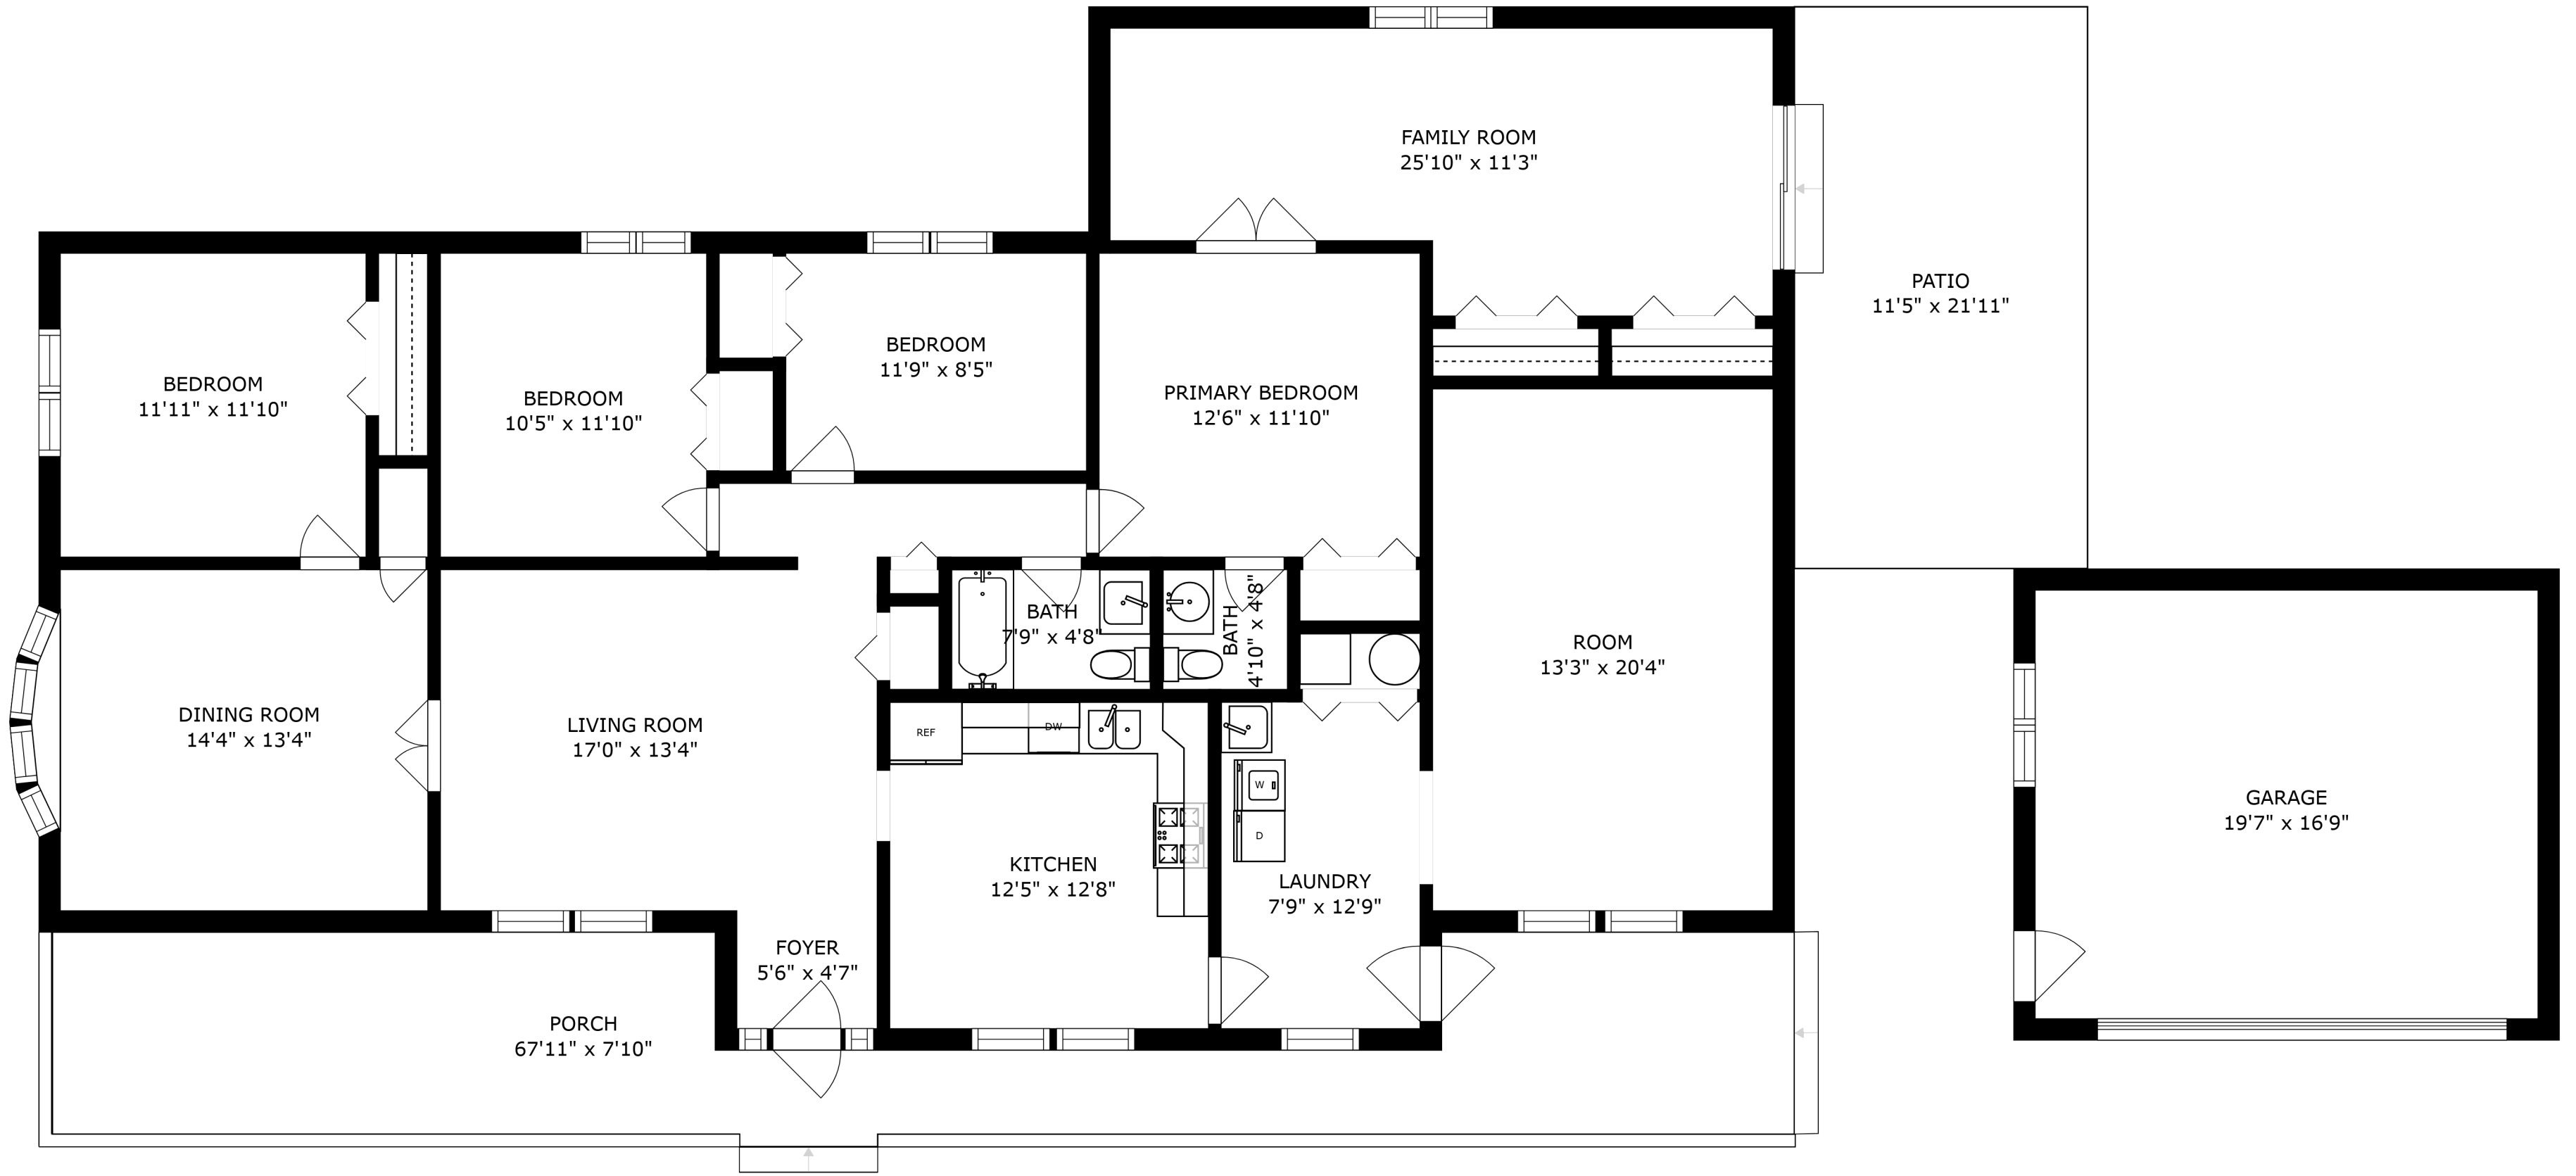 FAMILY ROOM
25'10" x 11'3"
PATIO
11'5" x 21'11"
BEDROOM
11'9" x 8'5"
BEDROOM
11'11" x 11'10"
BEDROOM
10'5" x 11'10"
PRIMARY BEDROOM
12'6" x 11'10"
BATH
7'9" x 4'8"
BATH
4'10" x 4'8"
ROOM
13'3" x 20'4"
DINING ROOM
14'4" x 13'4"
LIVING ROOM
17'0" x 13'4"
REF
DW
W
D
GARAGE
19'7" x 16'9"
KITCHEN
12'5" x 12'8"
LAUNDRY
7'9" x 12'9"
FOYER
5'6" x 4'7"
PORCH
67'11" x 7'10"